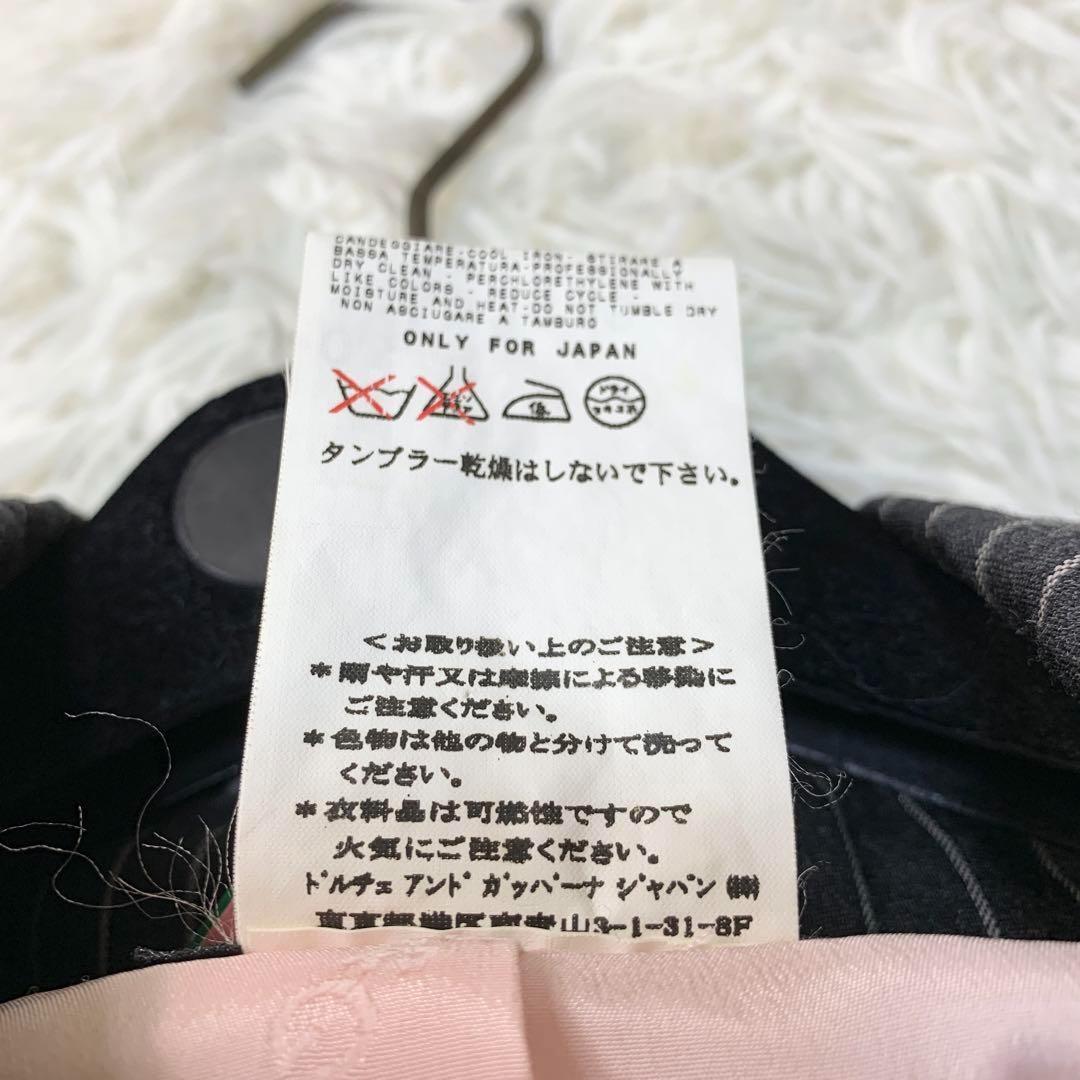 CANDEGGIARE-COOL IRON- STIRARE A
BASSA TEMPERATURA-PROFESSIONALLY
DRY CLEAN - PERCHLORETHYLENE WITH
LIKE COLORS - REDUCE CYCLE -
MOISTURE AND HEAT-DO NOT TUMBLE DRY
NON ASCIUGARE A TAMBURO
ONLY FOR JAPAN
低 ドライ
タンブラー乾燥はしないで下さい。
<お取り扱い上のご注意>
*雨や汗又は摩擦による移染に
ご注意ください。
*色物は他の物と分けて洗って
ください。
*衣料品は可燃性ですので
火気にご注意ください。
ドルチェ アンド ガッバーナ ジャパン ㈱
東京都港区南青山3-1-31-8F